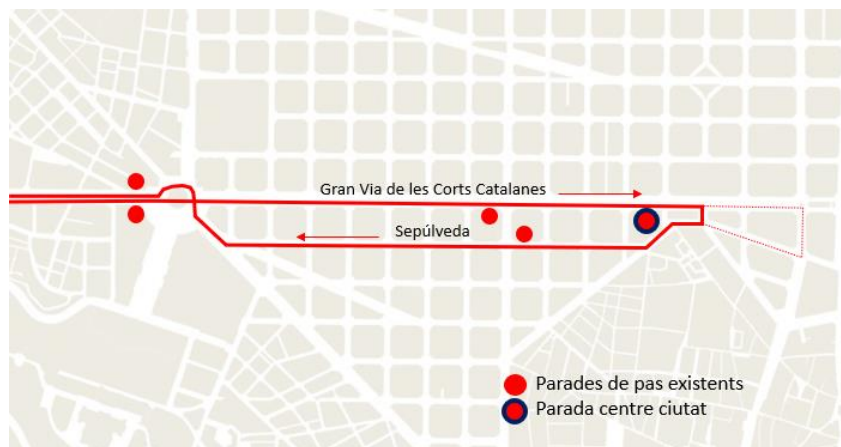 Gran Via de les Corts Catalanes
Sepúlveda
Parades de pas existents
Parada centre ciutat